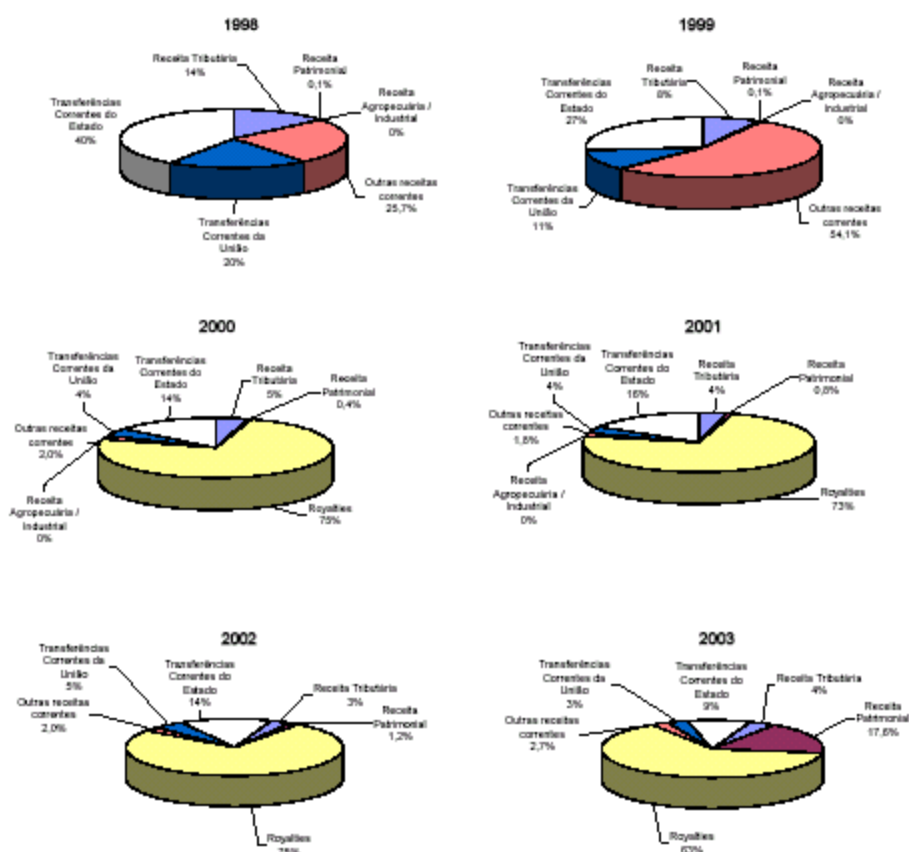 1998
Receita Tributária
14%
Receita
Patrimonial
0,1%
Receita
Agropecuária /
Industrial
0%
Transferências
Correntes do
Estado
40%
Outras receitas
correntes
25,7%
Transferências
Correntes da
União
20%
1999
Receita
Tributária
8%
Receita
Patrimonial
0,1%
Receita
Agropecuária /
Industrial
0%
Transferências
Correntes do
Estado
27%
Transferências
Correntes da
União
11%
Outras receitas
correntes
54,1%
2000
Transferências
Correntes da
União
4%
Transferências
Correntes do
Estado
14%
Receita
Tributária
5%
Receita
Patrimonial
0,4%
Outras receitas
correntes
2,0%
Receita
Agropecuária /
Industrial
0%
Royalties
75%
2001
Transferências
Correntes da
União
4%
Transferências
Correntes do
Estado
16%
Receita
Tributária
4%
Receita
Patrimonial
0,8%
Outras receitas
correntes
1,8%
Receita
Agropecuária /
Industrial
0%
Royalties
73%
2002
Transferências
Correntes da
União
5%
Transferências
Correntes do
Estado
14%
Receita Tributária
3%
Receita
Patrimonial
1,2%
Outras receitas
correntes
2,0%
Royalties
2003
Transferências
Correntes da
União
3%
Transferências
Correntes do
Estado
9%
Receita Tributária
4%
Receita
Patrimonial
17,6%
Outras receitas
correntes
2,7%
Royalties
63%